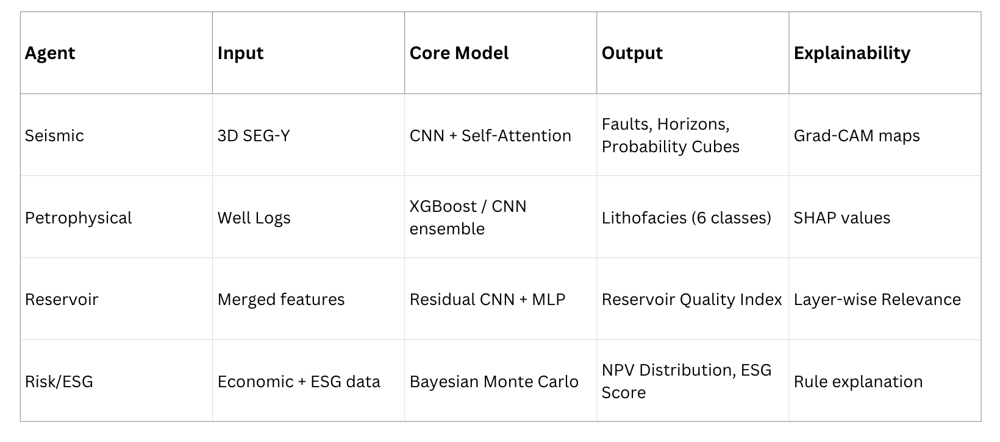 Agent Input Core Model Output Explainability
Seismic 3D SEG-Y CNN + Self-Attention Faults, Horizons, Probability Cubes Grad-CAM maps
Petrophysical Well Logs XGBoost / CNN ensemble Lithofacies (6 classes) SHAP values
Reservoir Merged features Residual CNN + MLP Reservoir Quality Index Layer-wise Relevance
Risk/ESG Economic + ESG data Bayesian Monte Carlo NPV Distribution, ESG Score Rule explanation